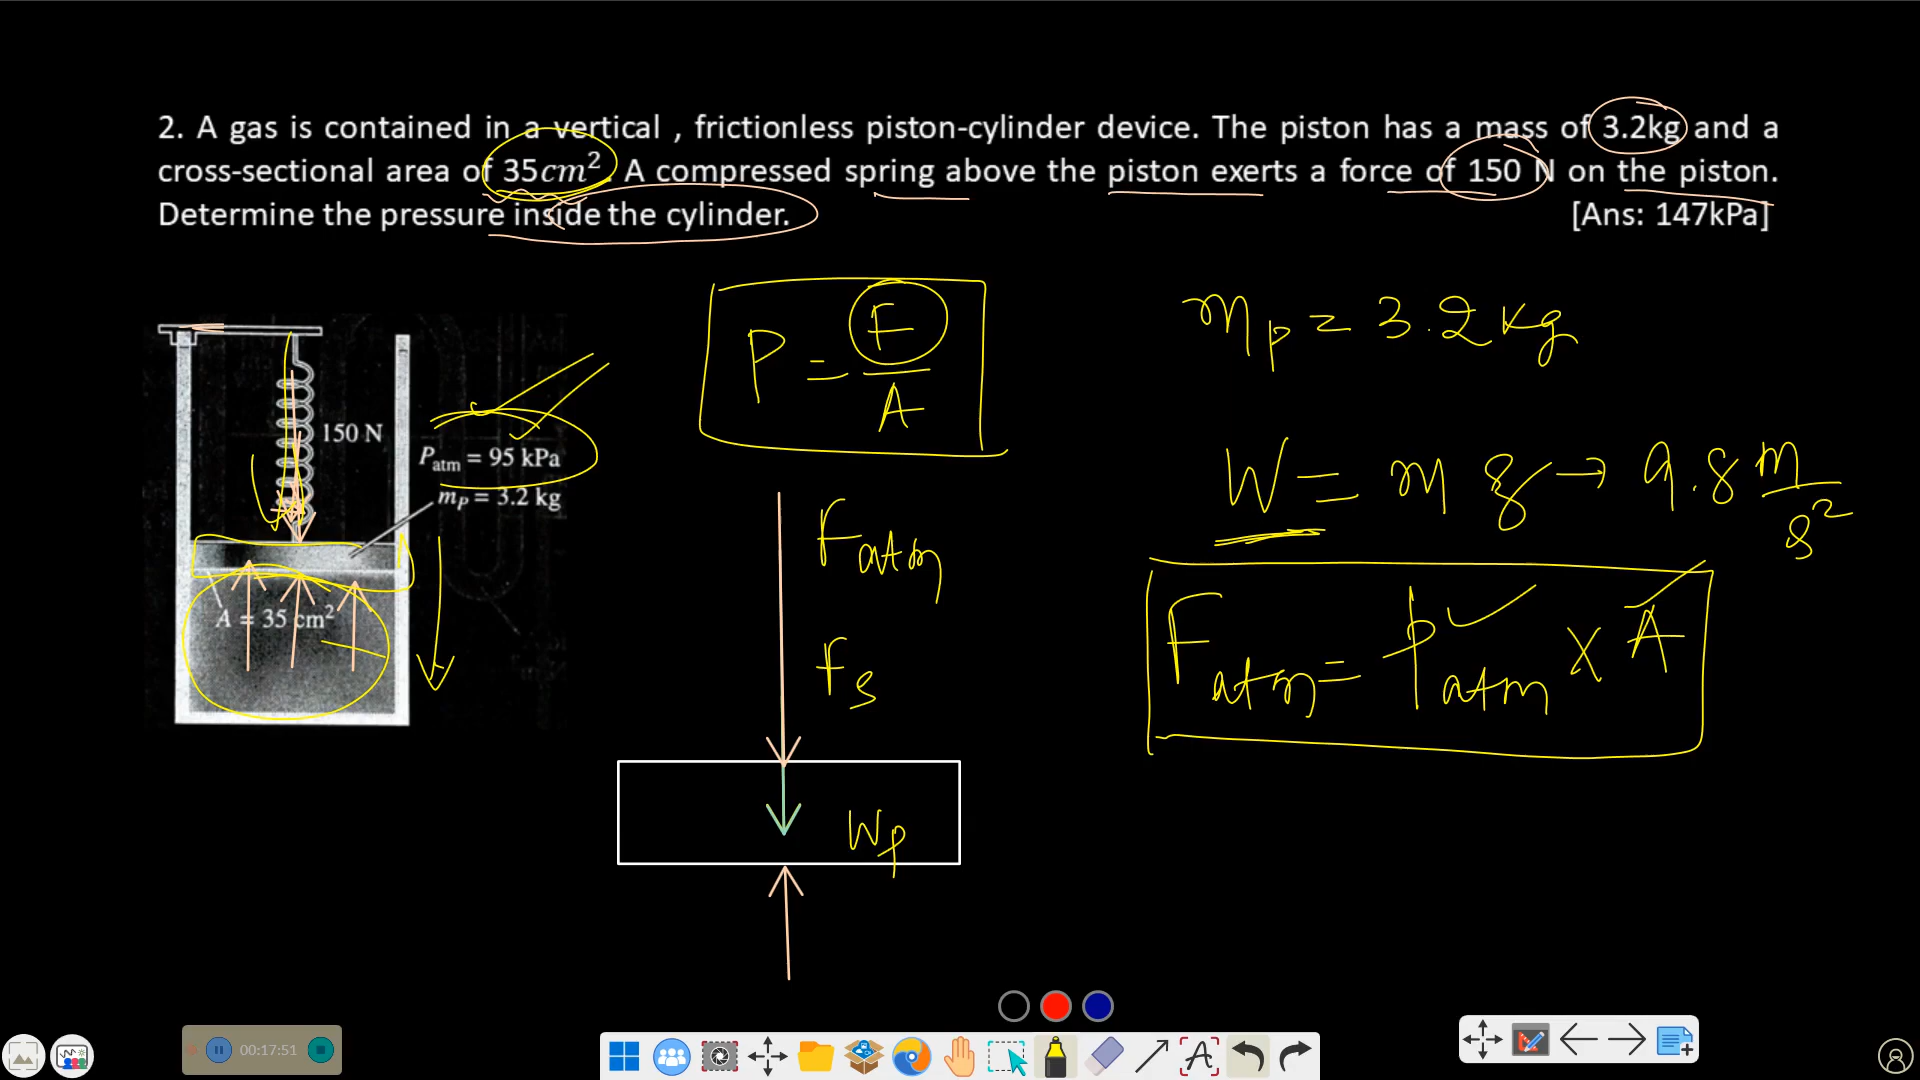 2. A gas is contained in a vertical , frictionless piston-cylinder device. The piston has a mass of 3.2kg and a
cross-sectional area of 35cm². A compressed spring above the piston exerts a force of 150 N on the piston.
Determine the pressure inside the cylinder. [Ans: 147kPa]
150 N
Patm = 95 kPa
mP = 3.2 kg
A = 35 cm²
P = F/A
mp = 3.2 kg
W = m g → 9.8 m/s²
Fatm
Fatm = Patm × A
fs
Wp
00:17:51